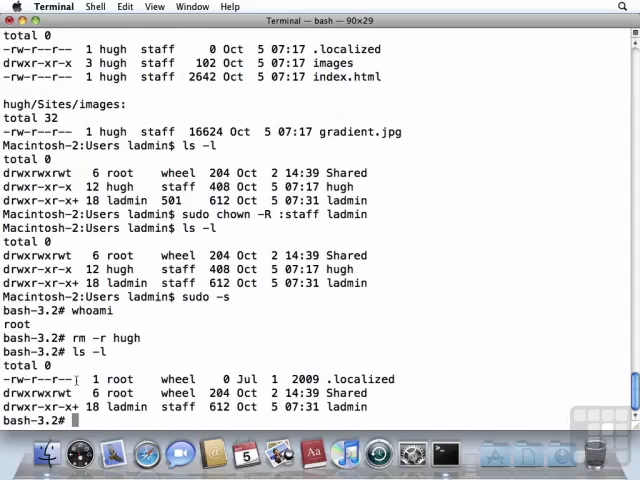 Terminal Shell Edit View Window Help
Terminal — bash — 90×29
total 0
-rw-r--r-- 1 hugh staff 0 Oct 5 07:17 .localized
drwxr-xr-x 3 hugh staff 102 Oct 5 07:17 images
-rw-r--r-- 1 hugh staff 2642 Oct 5 07:17 index.html
hugh/Sites/images:
total 32
-rw-r--r-- 1 hugh staff 16624 Oct 5 07:17 gradient.jpg
Macintosh-2:Users ladmin$ ls -l
total 0
drwxrwxrwt 6 root wheel 204 Oct 2 14:39 Shared
drwxr-xr-x 12 hugh staff 408 Oct 5 07:17 hugh
drwxr-xr-x+ 18 ladmin 501 612 Oct 5 07:31 ladmin
Macintosh-2:Users ladmin$ sudo chown -R :staff ladmin
Macintosh-2:Users ladmin$ ls -l
total 0
drwxrwxrwt 6 root wheel 204 Oct 2 14:39 Shared
drwxr-xr-x 12 hugh staff 408 Oct 5 07:17 hugh
drwxr-xr-x+ 18 ladmin staff 612 Oct 5 07:31 ladmin
Macintosh-2:Users ladmin$ sudo -s
bash-3.2# whoami
root
bash-3.2# rm -r hugh
bash-3.2# ls -l
total 0
-rw-r--r-- 1 root wheel 0 Jul 1 2009 .localized
drwxrwxrwt 6 root wheel 204 Oct 2 14:39 Shared
drwxr-xr-x+ 18 ladmin staff 612 Oct 5 07:31 ladmin
bash-3.2#
5